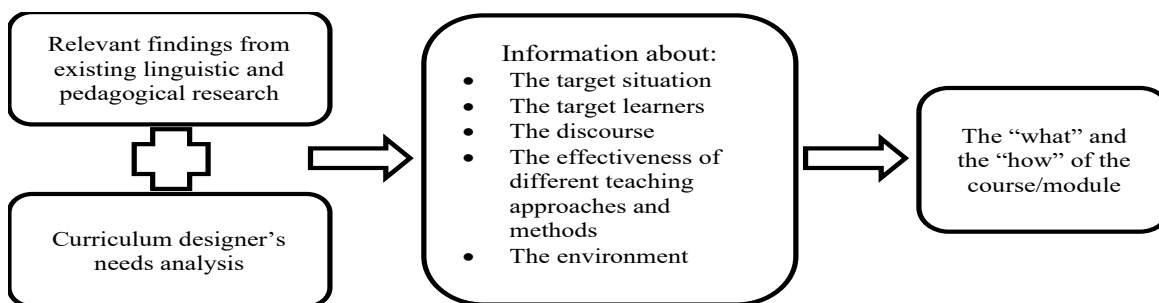 Relevant findings from
existing linguistic and
pedagogical research
Curriculum designer’s
needs analysis
Information about:
• The target situation
• The target learners
• The discourse
• The effectiveness of
different teaching
approaches and
methods
• The environment
The “what” and
the “how” of the
course/module